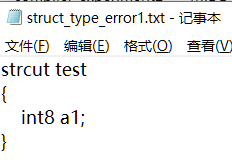 struct_type_error1.txt - 记事本
文件(F) 编辑(E) 格式(O) 查看(V)
strcut test
{
int8 a1;
}